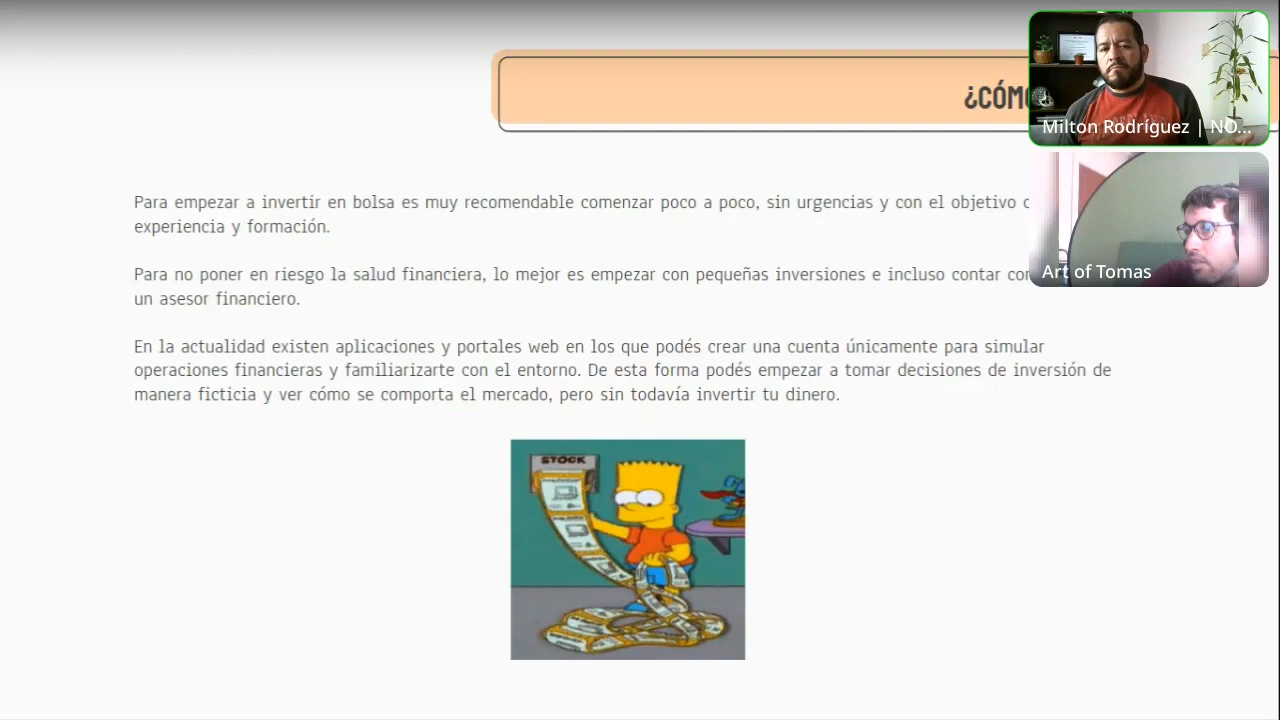 ¿CÓM
Milton Rodríguez | NO...
Para empezar a invertir en bolsa es muy recomendable comenzar poco a poco, sin urgencias y con el objetivo
experiencia y formación.
Para no poner en riesgo la salud financiera, lo mejor es empezar con pequeñas inversiones e incluso contar
un asesor financiero.
Art of Tomas
En la actualidad existen aplicaciones y portales web en los que podés crear una cuenta únicamente para simular
operaciones financieras y familiarizarte con el entorno. De esta forma podés empezar a tomar decisiones de inversión de
manera ficticia y ver cómo se comporta el mercado, pero sin todavía invertir tu dinero.
STOCK